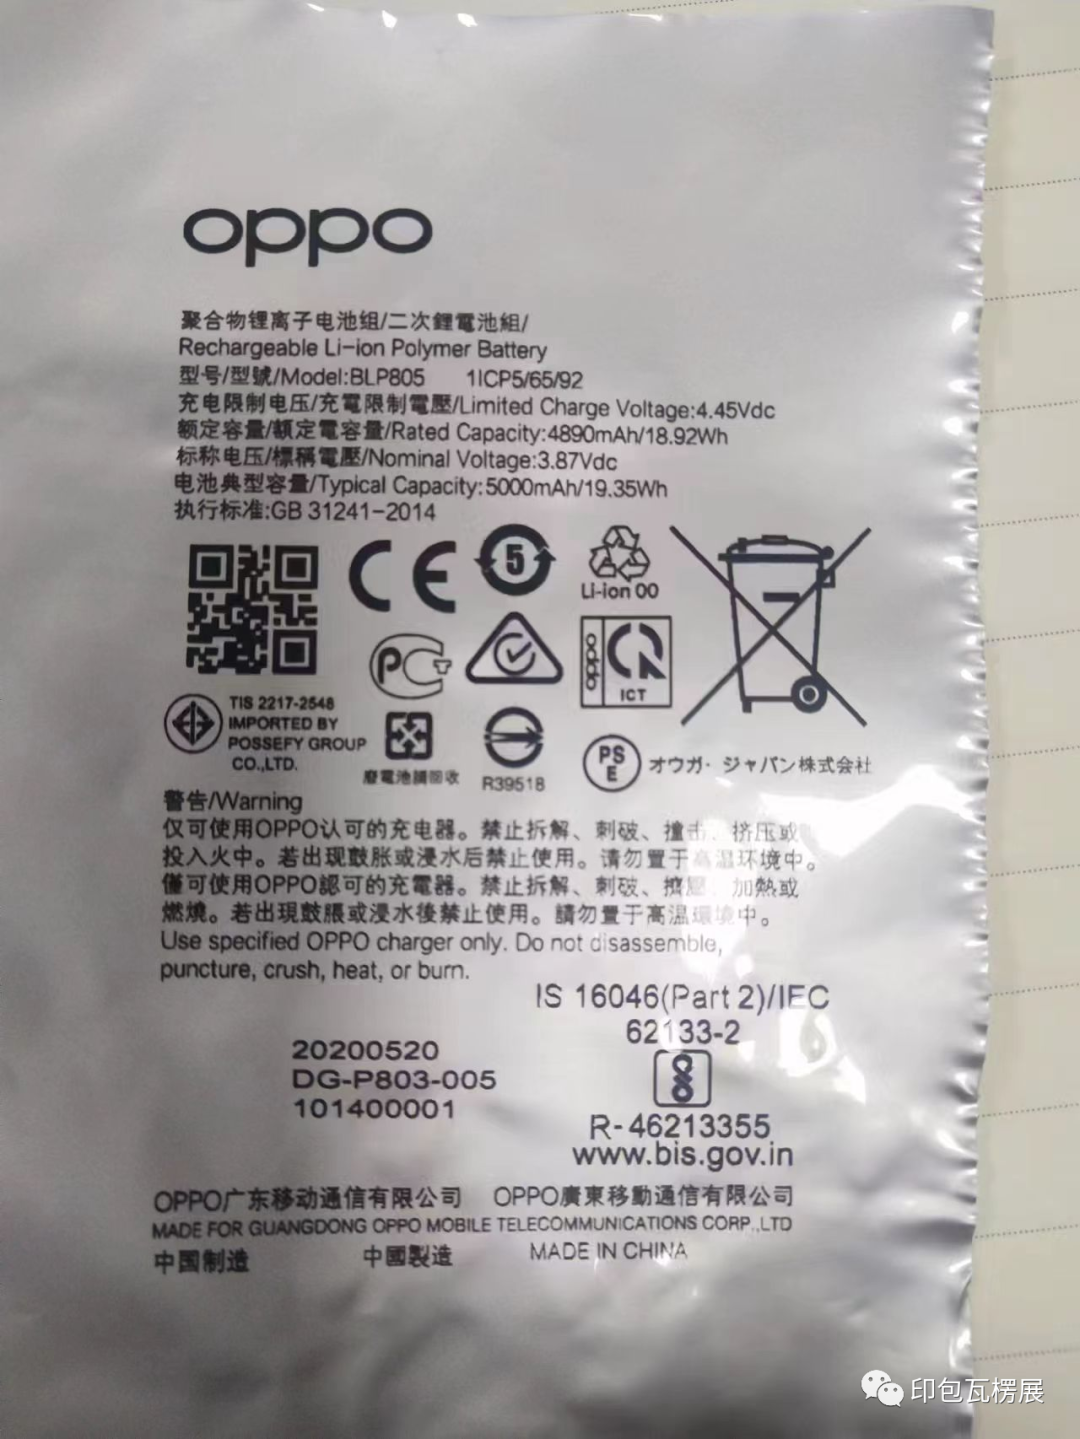 oppo
聚合物锂离子电池组/二次鋰電池組/
Rechargeable Li-ion Polymer Battery
型号/型號/Model:BLP805 1ICP5/65/92
充电限制电压/充電限制電壓/Limited Charge Voltage:4.45Vdc
额定容量/額定電容量/Rated Capacity:4890mAh/18.92Wh
标称电压/標稱電壓/Nominal Voltage:3.87Vdc
电池典型容量/Typical Capacity:5000mAh/19.35Wh
执行标准:GB 31241-2014
CE
5
Li-ion 00
oppo
ICT
TIS 2217-2548
IMPORTED BY
POSSEFY GROUP
CO.,LTD.
廢電池請回收
R39518
PS
E
オウガ・ジャパン株式会社
警告/Warning
仅可使用OPPO认可的充电器。禁止拆解、刺破、撞击、挤压或
投入火中。若出现鼓胀或浸水后禁止使用。请勿置于高温环境中。
僅可使用OPPO認可的充電器。禁止拆解、刺破、擠壓、加熱或
燃燒。若出現鼓脹或浸水後禁止使用。請勿置于高温環境中。
Use specified OPPO charger only. Do not disassemble,
puncture, crush, heat, or burn.
IS 16046(Part 2)/IEC
62133-2
20200520
DG-P803-005
101400001
R-46213355
www.bis.gov.in
OPPO广东移动通信有限公司 OPPO廣東移動通信有限公司
MADE FOR GUANGDONG OPPO MOBILE TELECOMMUNICATIONS CORP.,LTD
中国制造 中國製造 MADE IN CHINA
印包瓦楞展